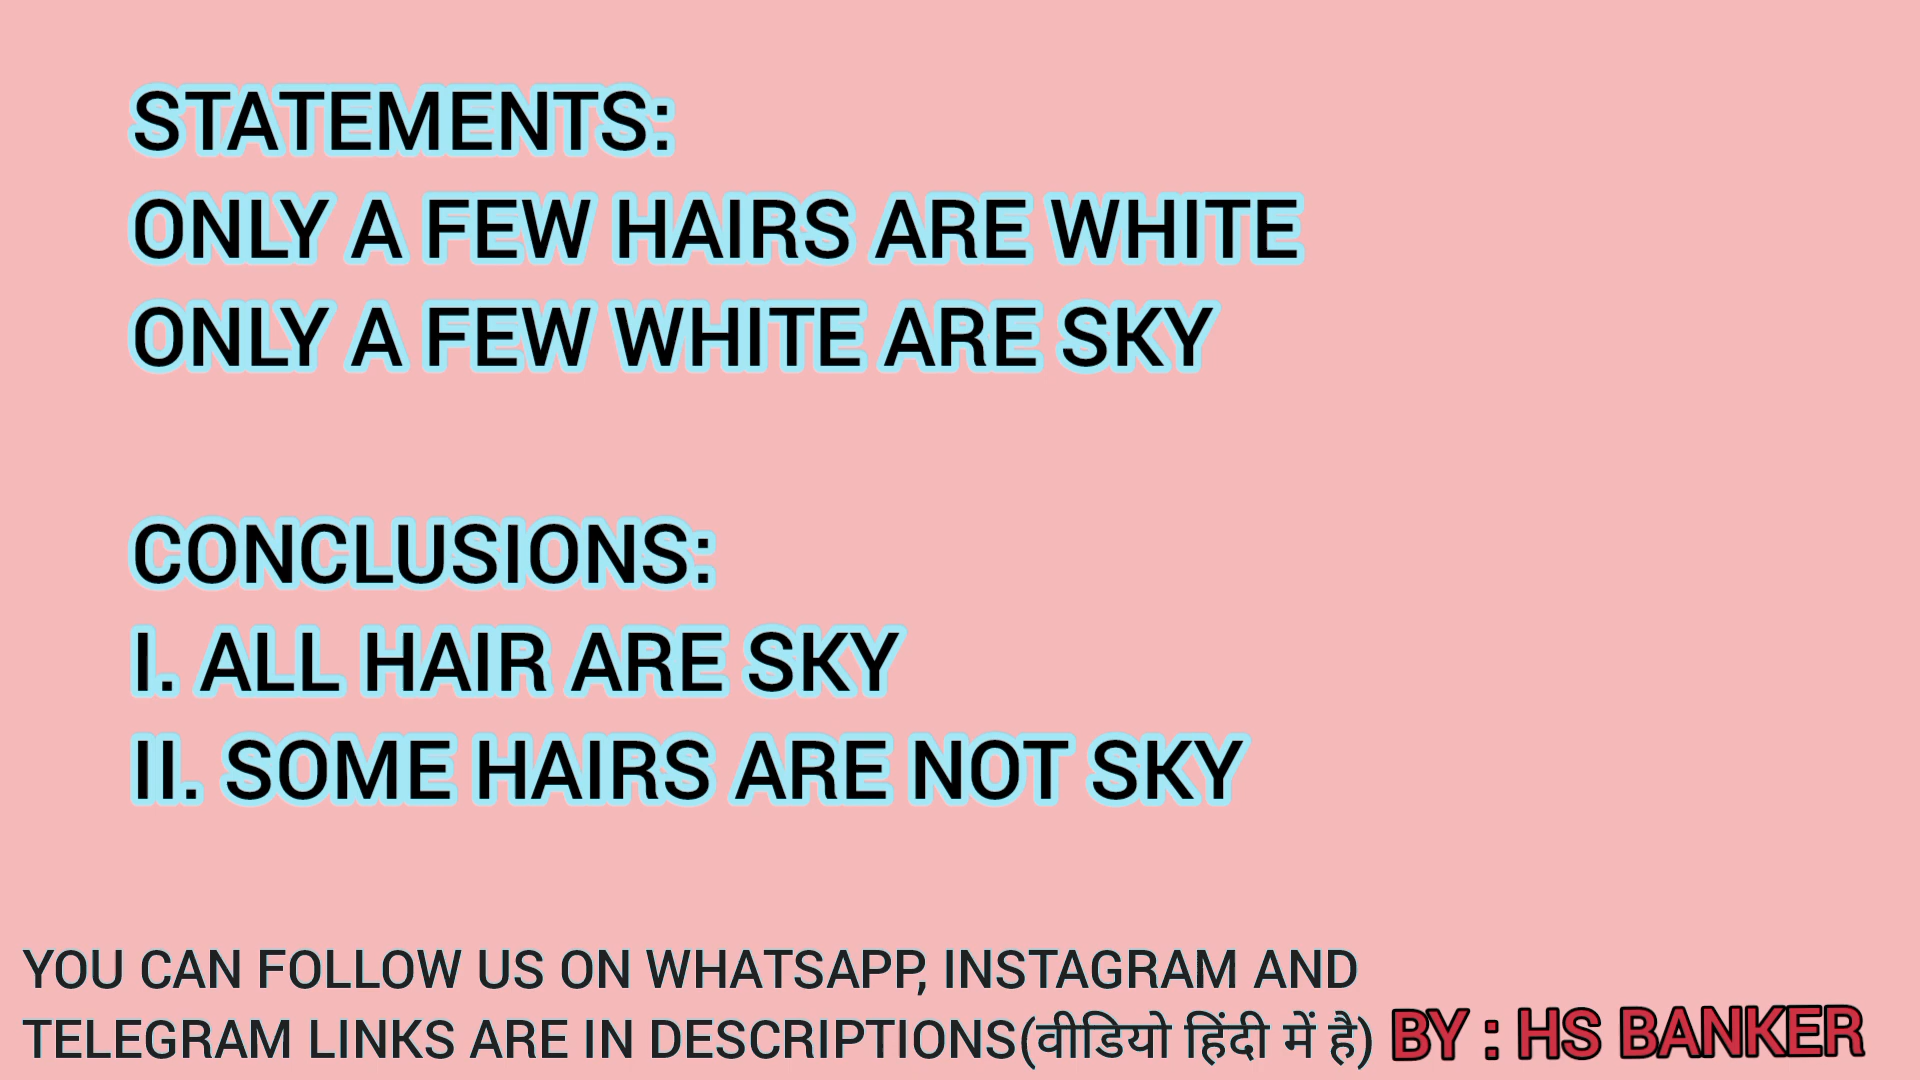 STATEMENTS:
ONLY A FEW HAIRS ARE WHITE
ONLY A FEW WHITE ARE SKY
CONCLUSIONS:
I. ALL HAIR ARE SKY
II. SOME HAIRS ARE NOT SKY
YOU CAN FOLLOW US ON WHATSAPP, INSTAGRAM AND
TELEGRAM LINKS ARE IN DESCRIPTIONS(वीडियो हिंदी में है) BY : HS BANKER